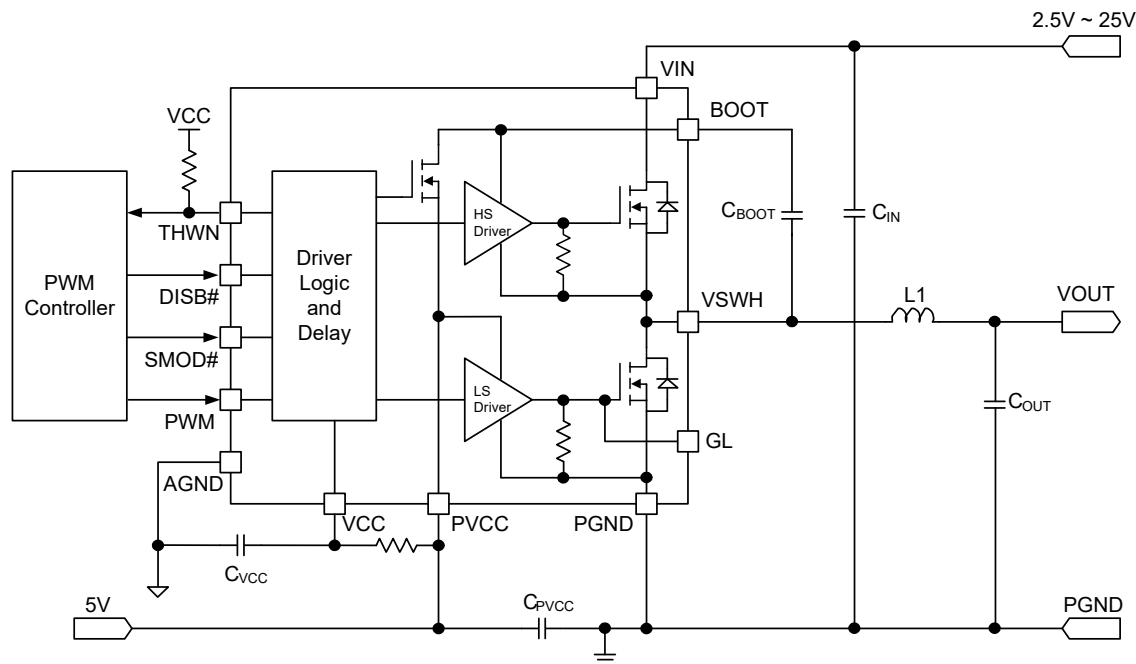 2.5V ~ 25V
VIN
BOOT
VCC
THWN
PWM
Controller
DISB#
SMOD#
PWM
AGND
Driver
Logic
and
Delay
HS
Driver
LS
Driver
CBOOT
CIN
VSWH
L1
VOUT
COUT
GL
VCC
PVCC
PGND
CVCC
5V
CPVCC
PGND